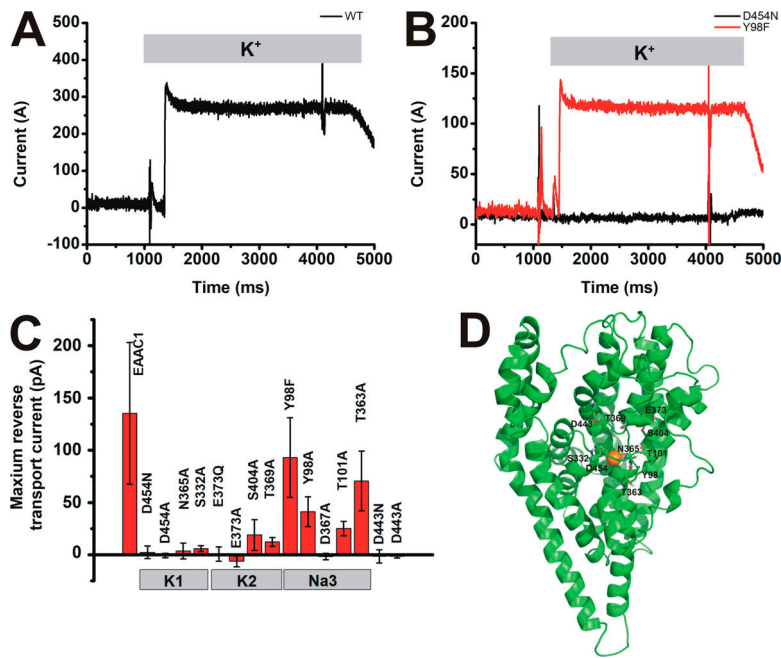 A
WT
K+
Current (A)
500
400
300
200
100
0
-100
0 1000 2000 3000 4000 5000
Time (ms)
B
D454N
Y98F
K+
Current (A)
200
150
100
50
0
0 1000 2000 3000 4000 5000
Time (ms)
C
Maxium reverse
transport current (pA)
200
150
100
50
0
EAAC1
D454N
D454A
N365A
S332A
E373Q
E373A
S404A
T369A
Y98F
Y98A
D367A
T101A
T363A
D443N
D443A
K1 K2 Na3
D
E373
T369
D443
S404
N365
T101
S332
D454
Y98
T363